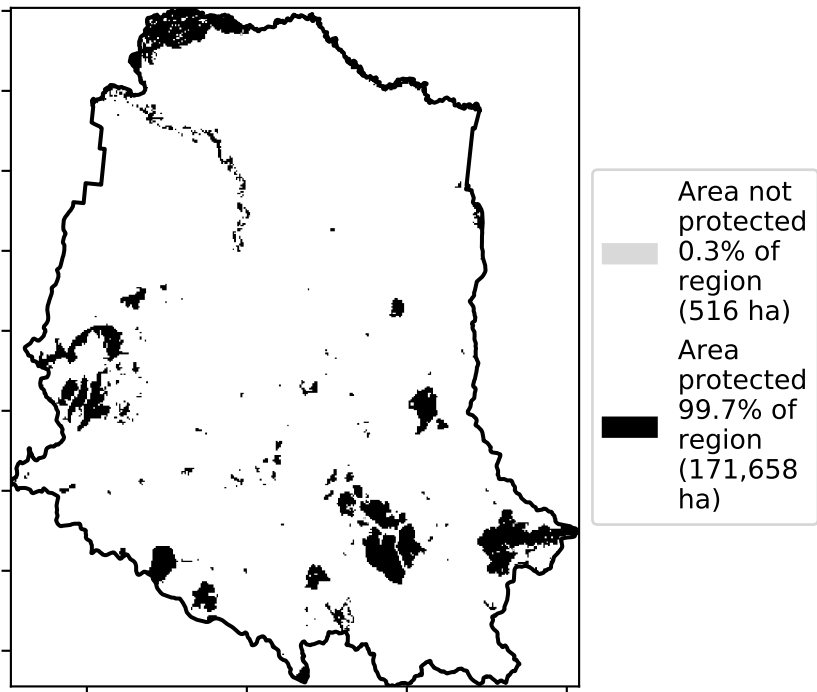 Area not
protected
0.3% of
region
(516 ha)
Area
protected
99.7% of
region
(171,658
ha)